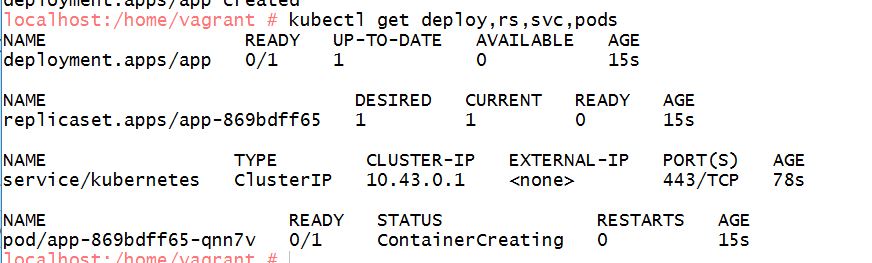 deployment.apps/app created
localhost:/home/vagrant # kubectl get deploy,rs,svc,pods
NAME READY UP-TO-DATE AVAILABLE AGE
deployment.apps/app 0/1 1 0 15s
NAME DESIRED CURRENT READY AGE
replicaset.apps/app-869bdff65 1 1 0 15s
NAME TYPE CLUSTER-IP EXTERNAL-IP PORT(S) AGE
service/kubernetes ClusterIP 10.43.0.1 <none> 443/TCP 78s
NAME READY STATUS RESTARTS AGE
pod/app-869bdff65-qnn7v 0/1 ContainerCreating 0 15s
localhost:/home/vagrant #